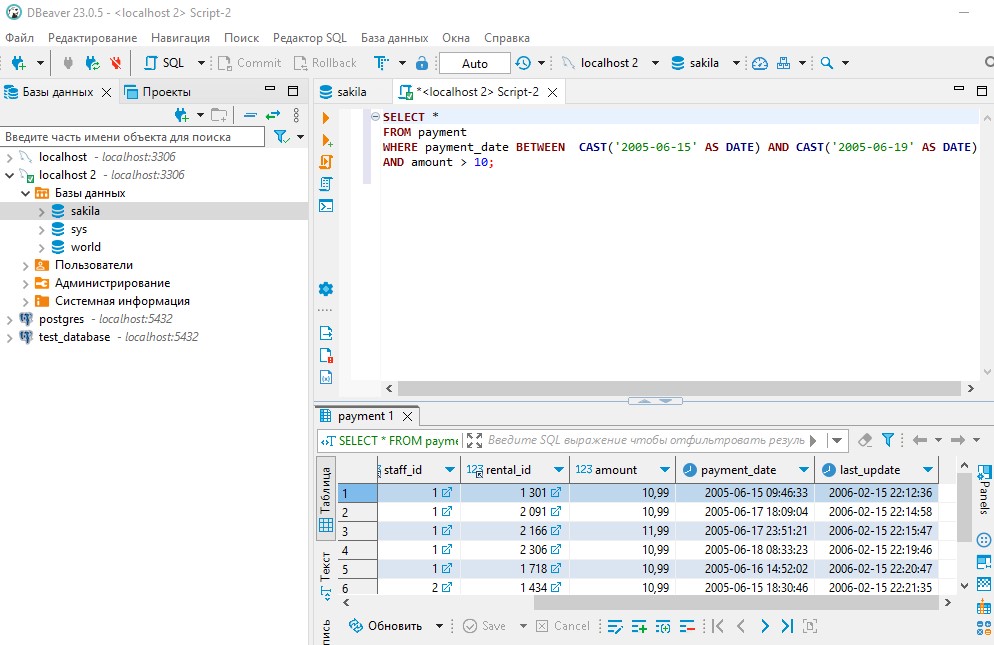 DBeaver 23.0.5 - <localhost 2> Script-2
Файл Редактирование Навигация Поиск Редактор SQL База данных Окна Справка
SQL Commit Rollback Auto localhost 2 sakila
Базы данных Проекты
Введите часть имени объекта для поиска
localhost - localhost:3306
localhost 2 - localhost:3306
Базы данных
sakila
sys
world
Пользователи
Администрирование
Системная информация
postgres - localhost:5432
test_database - localhost:5432
sakila *<localhost 2> Script-2
SELECT *
FROM payment
WHERE payment_date BETWEEN  CAST('2005-06-15' AS DATE) AND CAST('2005-06-19' AS DATE)
AND amount > 10;
payment 1
SELECT * FROM payme Введите SQL выражение чтобы отфильтровать резуль
Таблица
Текст
пись
123 staff_id 123 rental_id 123 amount payment_date last_update
1 1 1 301 10,99 2005-06-15 09:46:33 2006-02-15 22:12:36
2 1 2 091 10,99 2005-06-17 18:09:04 2006-02-15 22:14:58
3 1 2 166 11,99 2005-06-17 23:51:21 2006-02-15 22:15:47
4 1 2 306 10,99 2005-06-18 08:33:23 2006-02-15 22:19:46
5 1 1 718 10,99 2005-06-16 14:52:02 2006-02-15 22:20:47
6 2 1 434 10,99 2005-06-15 18:30:46 2006-02-15 22:21:35
Panels
Обновить Save Cancel